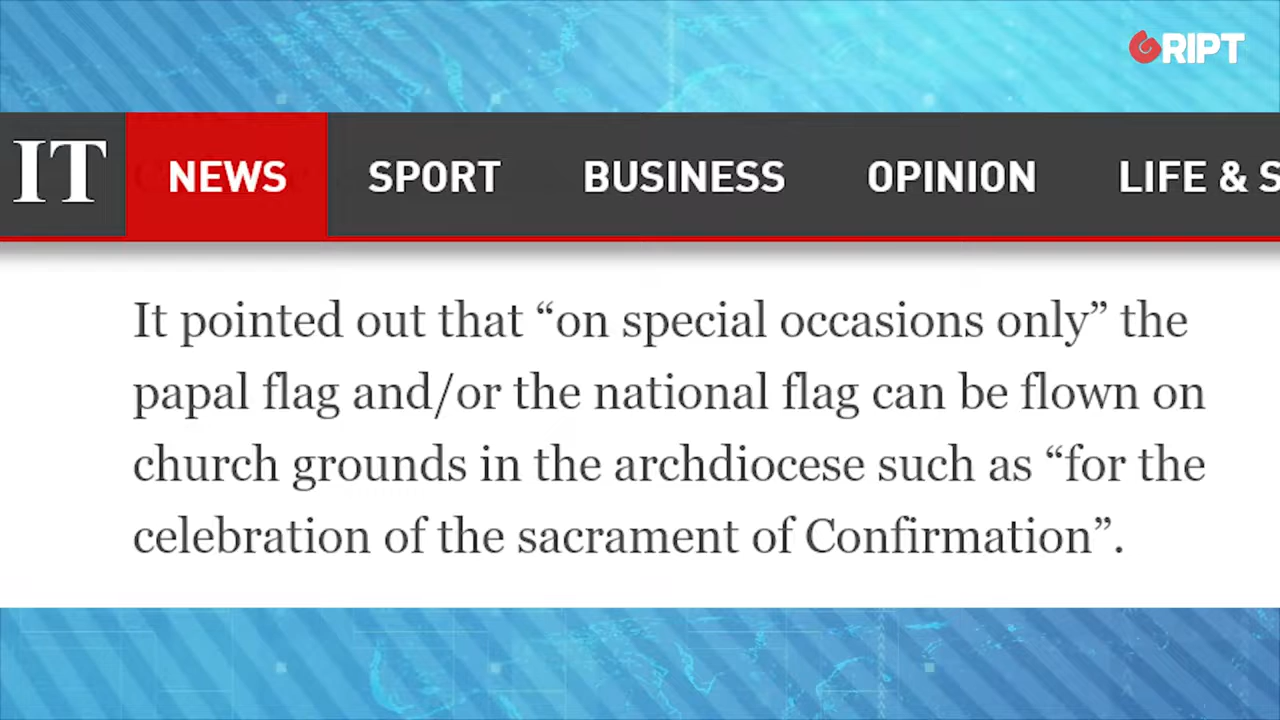 GRIPT
IT NEWS SPORT BUSINESS OPINION LIFE & S
It pointed out that “on special occasions only” the
papal flag and/or the national flag can be flown on
church grounds in the archdiocese such as “for the
celebration of the sacrament of Confirmation”.